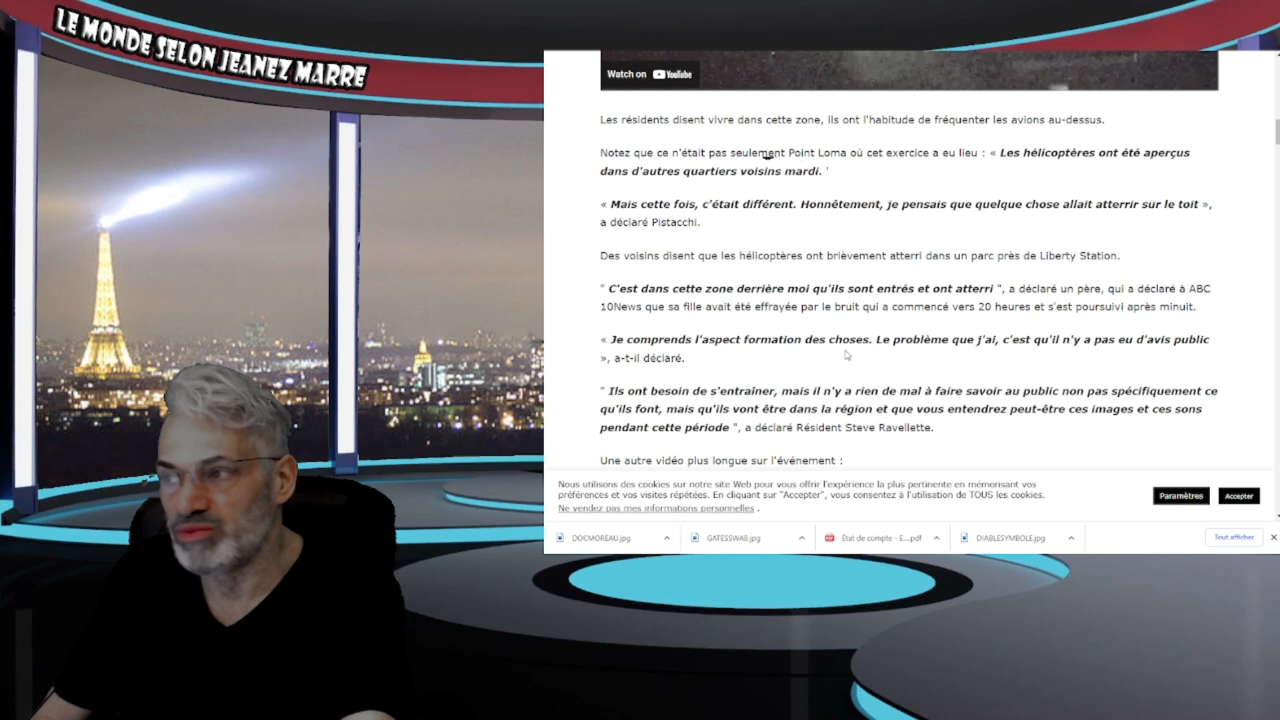 LE MONDE SELON JEANEZ MARRE
Watch on YouTube
Les résidents disent vivre dans cette zone, ils ont l'habitude de fréquenter les avions au-dessus.
Notez que ce n'était pas seulement Point Loma où cet exercice a eu lieu : « Les hélicoptères ont été aperçus
dans d'autres quartiers voisins mardi. '
« Mais cette fois, c'était différent. Honnêtement, je pensais que quelque chose allait atterrir sur le toit »,
a déclaré Pistacchi.
Des voisins disent que les hélicoptères ont brièvement atterri dans un parc près de Liberty Station.
" C'est dans cette zone derrière moi qu'ils sont entrés et ont atterri ", a déclaré un père, qui a déclaré à ABC
10News que sa fille avait été effrayée par le bruit qui a commencé vers 20 heures et s'est poursuivi après minuit.
« Je comprends l'aspect formation des choses. Le problème que j'ai, c'est qu'il n'y a pas eu d'avis public
», a-t-il déclaré.
" Ils ont besoin de s'entraîner, mais il n'y a rien de mal à faire savoir au public non pas spécifiquement ce
qu'ils font, mais qu'ils vont être dans la région et que vous entendrez peut-être ces images et ces sons
pendant cette période ", a déclaré Résident Steve Ravellette.
Une autre vidéo plus longue sur l'événement :
Nous utilisons des cookies sur notre site Web pour vous offrir l'expérience la plus pertinente en mémorisant vos
préférences et vos visites répétées. En cliquant sur "Accepter", vous consentez à l'utilisation de TOUS les cookies.
Ne vendez pas mes informations personnelles .
Paramètres
Accepter
DOCMOREAU.jpg
GATESSWAB.jpg
État de compte - E....pdf
DIABLESYMBOLE.jpg
Tout afficher